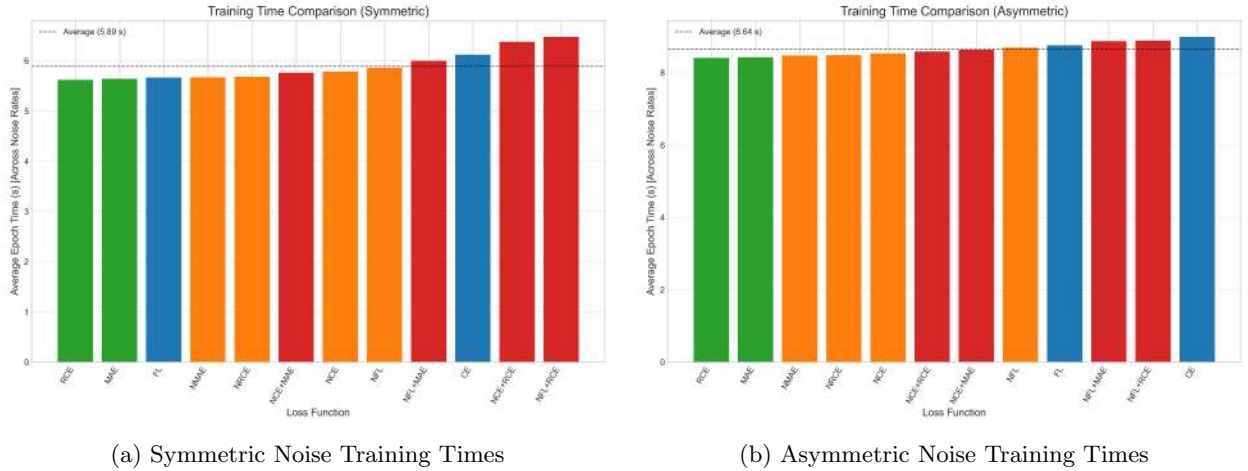 Training Time Comparison (Symmetric)
Average (5.89 s)
Average Epoch Time (s) [Across Noise Rates]
6
5
4
3
2
1
0
RCE
MAE
FL
NMAE
NRCE
NCE+MAE
NCE
NFL
NFL+MAE
CE
NCE+RCE
NFL+RCE
Loss Function
(a) Symmetric Noise Training Times
Training Time Comparison (Asymmetric)
Average (8.64 s)
Average Epoch Time (s) [Across Noise Rates]
8
6
4
2
0
RCE
MAE
NMAE
NRCE
NCE
NCE+RCE
NCE+MAE
NFL
FL
NFL+MAE
NFL+RCE
CE
Loss Function
(b) Asymmetric Noise Training Times